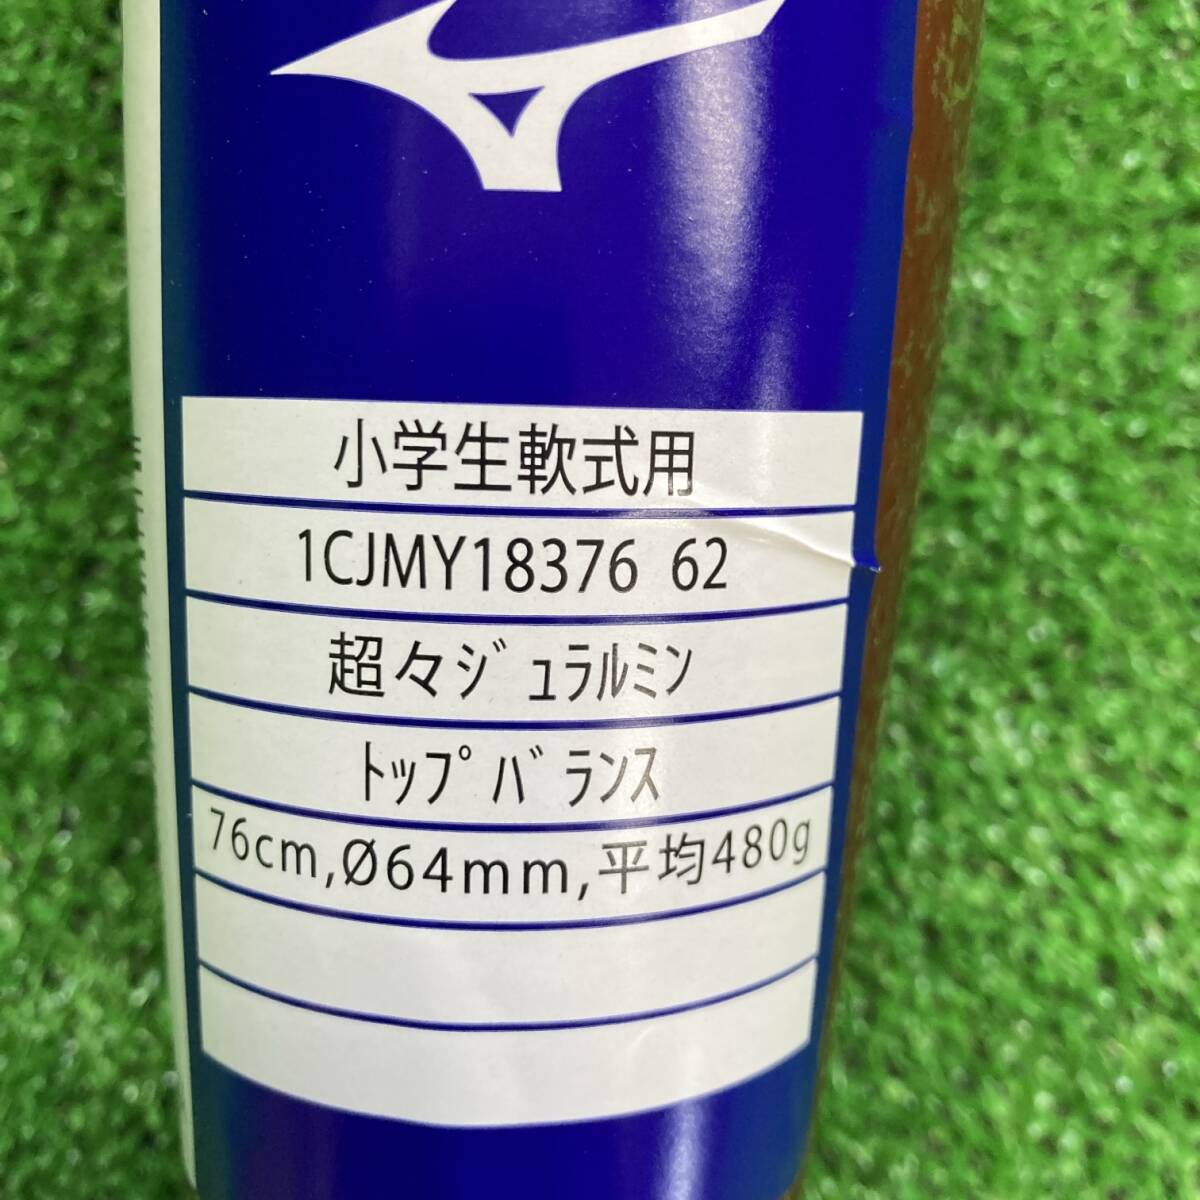 小学生軟式用
1CJMY18376 62
超々ｼﾞｭﾗﾙﾐﾝ
ﾄｯﾌﾟﾊﾞﾗﾝｽ
76cm,Ø64mm,平均480g